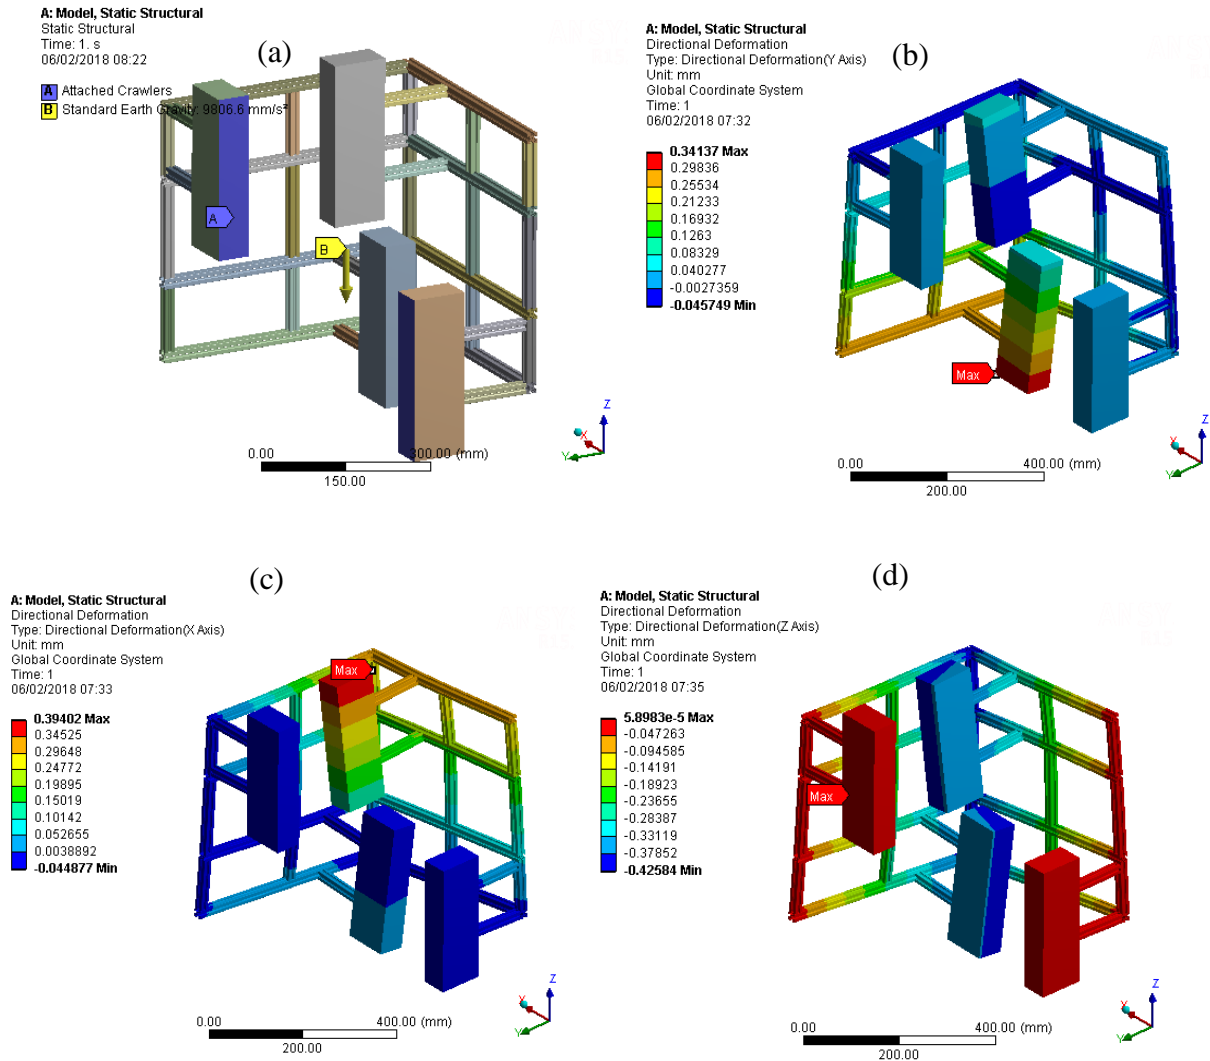 A: Model, Static Structural
Static Structural
Time: 1. s
06/02/2018 08:22
(a)
A Attached Crawlers
B Standard Earth Gravity: 9806.6 mm/s²
A
B
Z
X
Y
0.00 300.00 (mm)
150.00
A: Model, Static Structural
Directional Deformation
Type: Directional Deformation(Y Axis)
Unit: mm
Global Coordinate System
Time: 1
06/02/2018 07:32
(b)
0.34137 Max
0.29836
0.25534
0.21233
0.16932
0.1263
0.08329
0.040277
-0.0027359
-0.045749 Min
Max
Z
X
Y
0.00 400.00 (mm)
200.00
(c)
A: Model, Static Structural
Directional Deformation
Type: Directional Deformation(X Axis)
Unit: mm
Global Coordinate System
Time: 1
06/02/2018 07:33
0.39402 Max
0.34525
0.29648
0.24772
0.19895
0.15019
0.10142
0.052655
0.0038892
-0.044877 Min
Max
Z
X
Y
0.00 400.00 (mm)
200.00
(d)
A: Model, Static Structural
Directional Deformation
Type: Directional Deformation(Z Axis)
Unit: mm
Global Coordinate System
Time: 1
06/02/2018 07:35
5.8983e-5 Max
-0.047263
-0.094585
-0.14191
-0.18923
-0.23655
-0.28387
-0.33119
-0.37852
-0.42584 Min
Max
Z
X
Y
0.00 400.00 (mm)
200.00